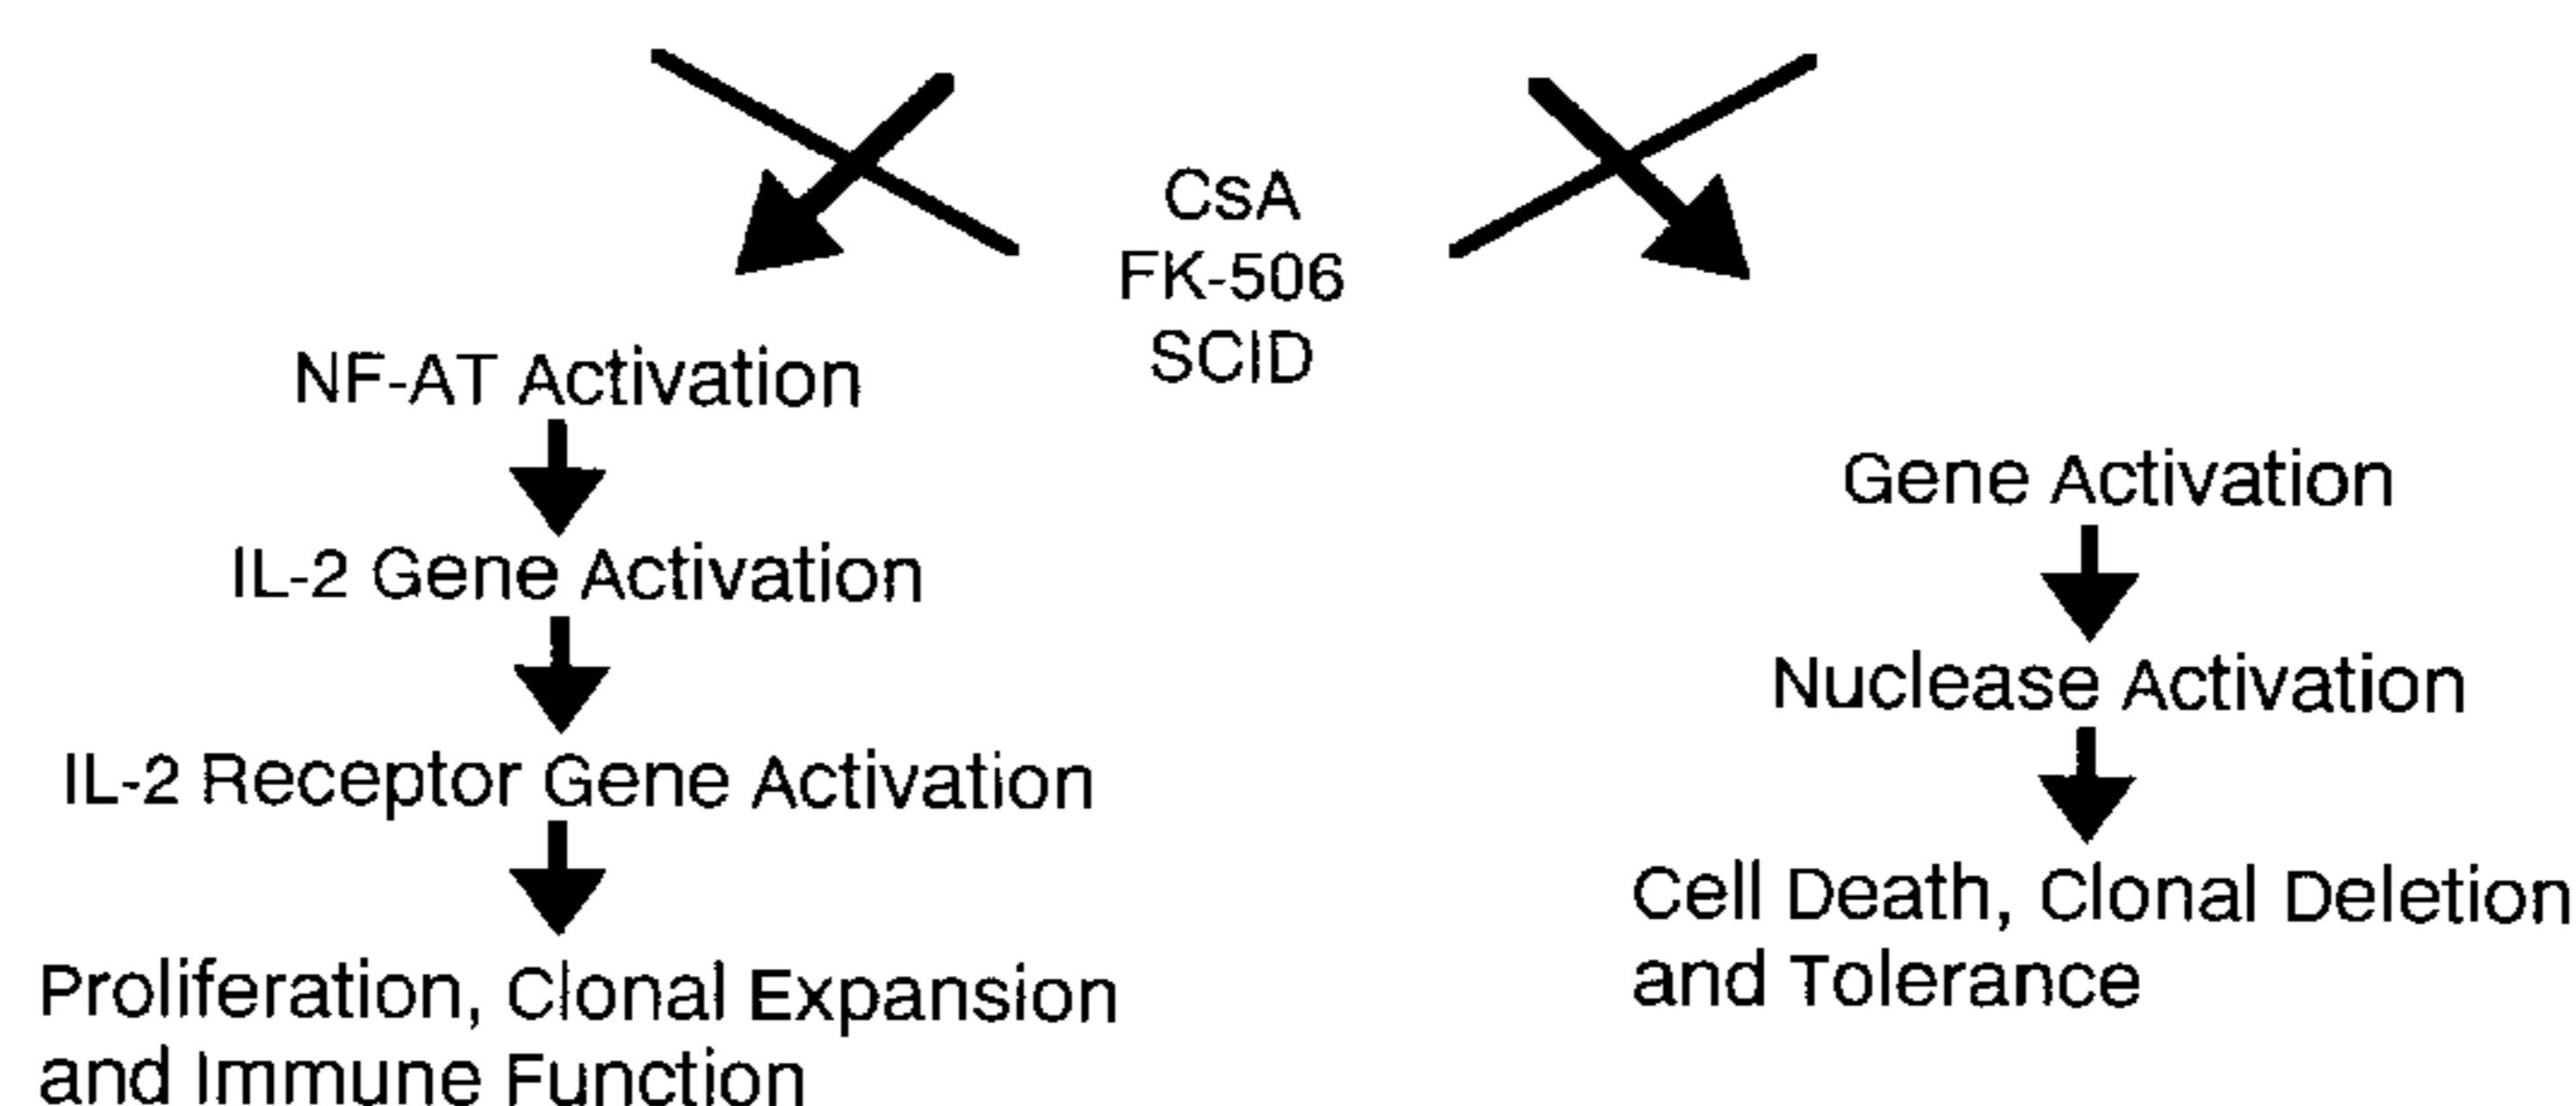 CsA
FK-506
SCID
NF-AT Activation
IL-2 Gene Activation
IL-2 Receptor Gene Activation
Proliferation, Clonal Expansion
and Immune Function
Gene Activation
Nuclease Activation
Cell Death, Clonal Deletion
and Tolerance